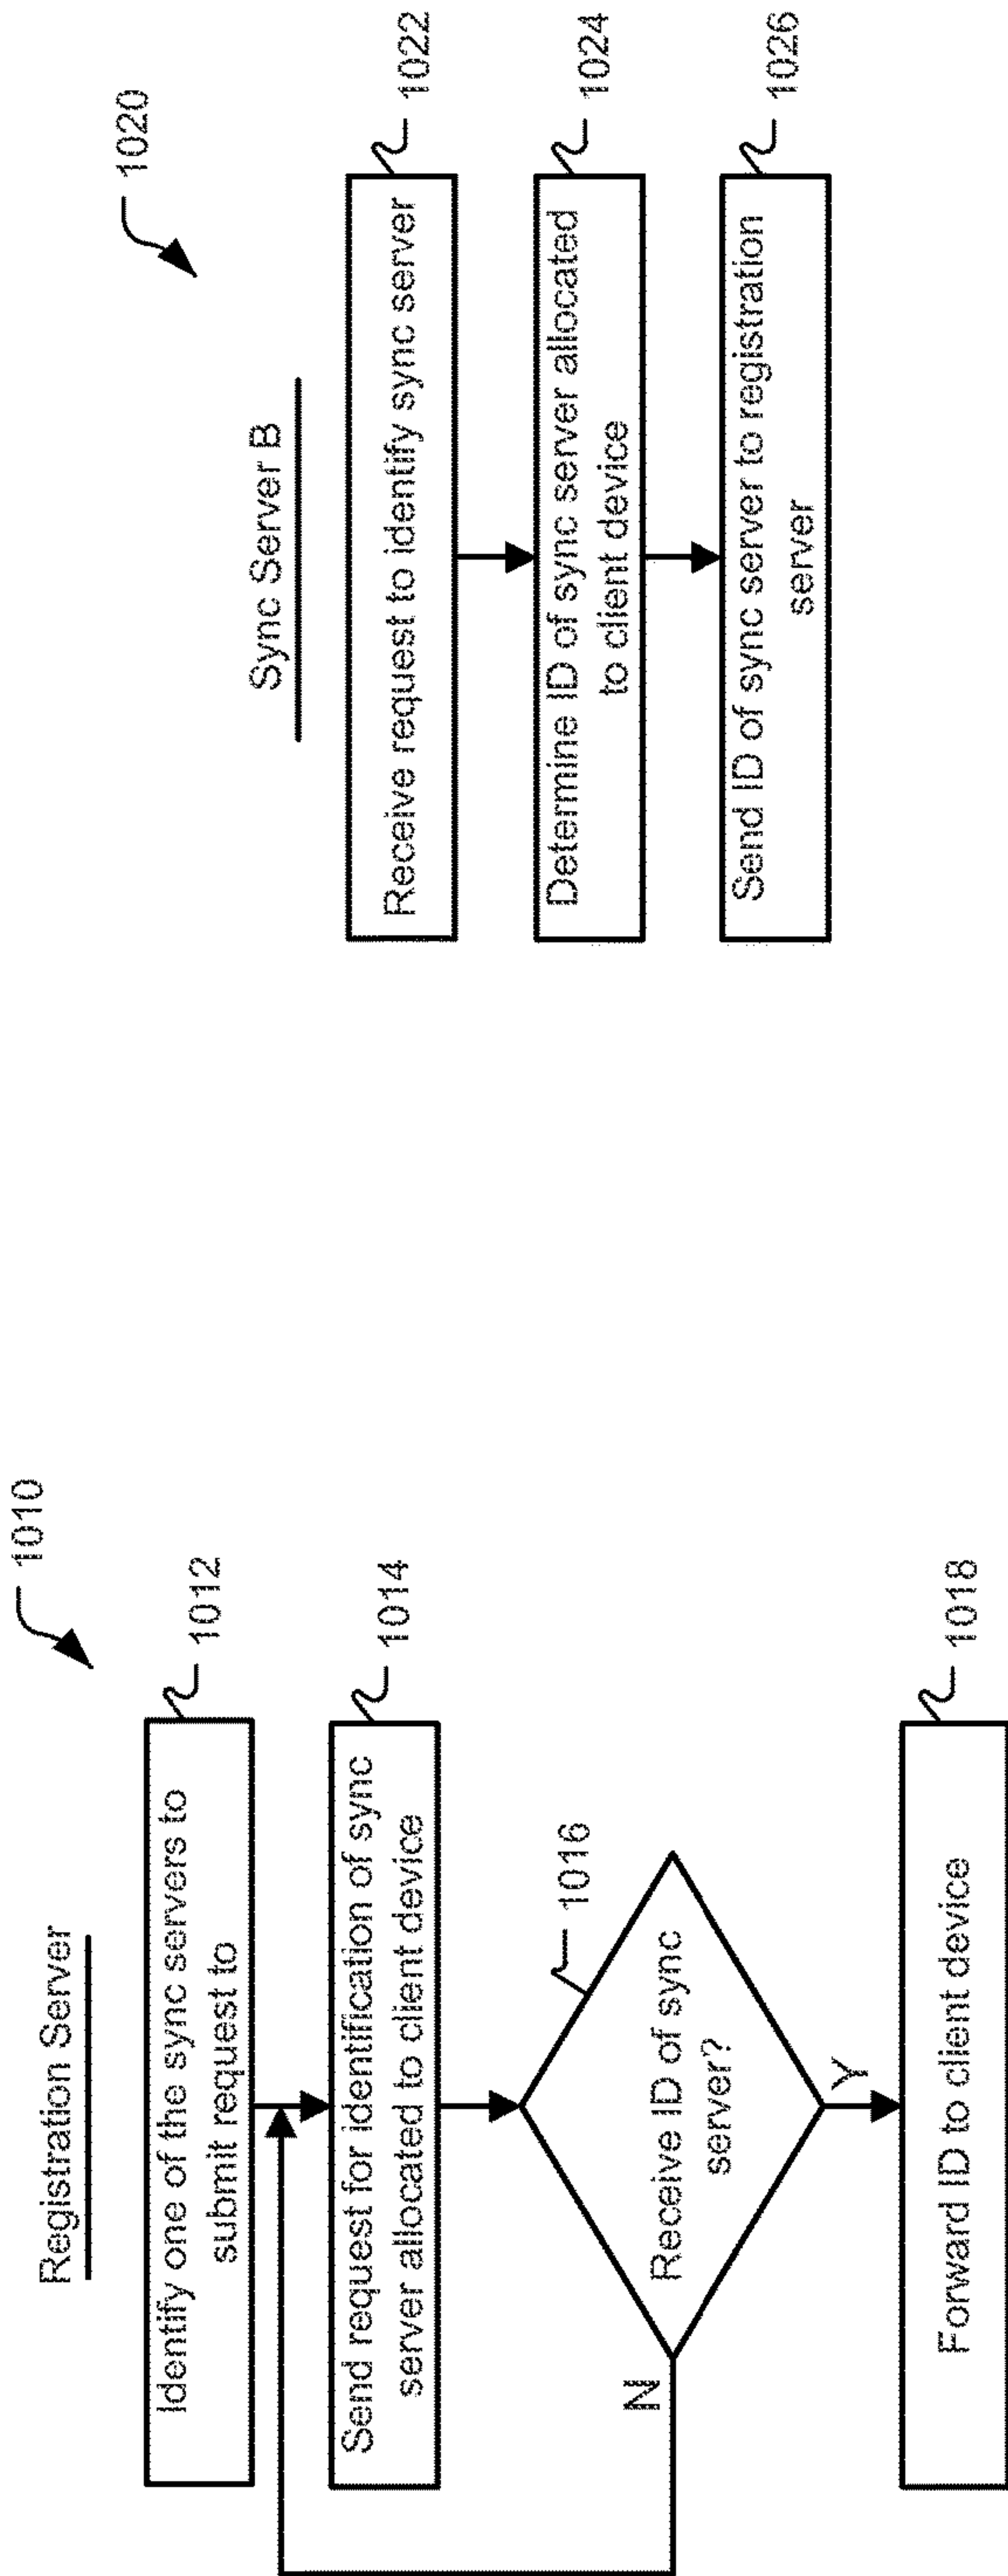 Registration Server
1010
Identify one of the sync servers to
submit request to
1012
Send request for identification of sync
server allocated to client device
1014
Receive ID of sync
server?
1016
N
Y
Forward ID to client device
1018
Sync Server B
1020
Receive request to identify sync server
1022
Determine ID of sync server allocated
to client device
1024
Send ID of sync server to registration
server
1026